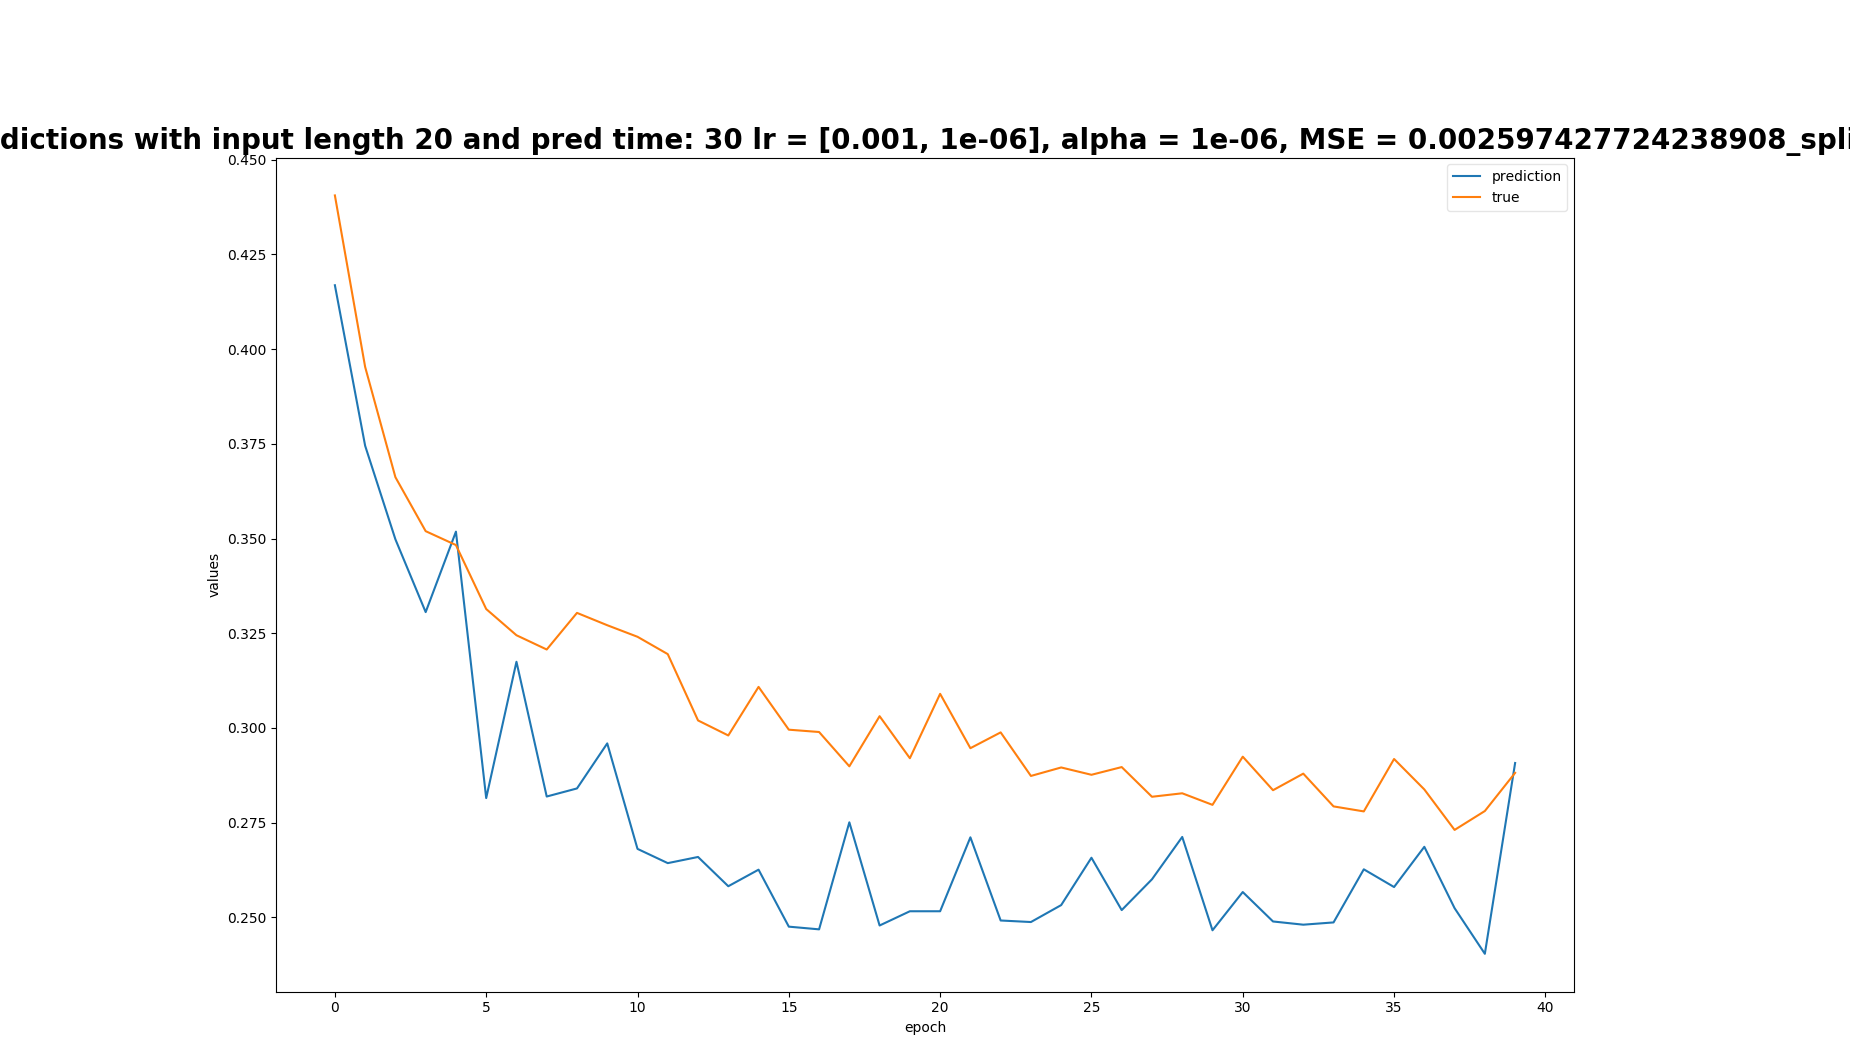 dictions with input length 20 and pred time: 30 lr = [0.001, 1e-06], alpha = 1e-06, MSE = 0.002597427724238908_spli
prediction
true
0.450
0.425
0.400
0.375
0.350
0.325
0.300
0.275
0.250
values
0 5 10 15 20 25 30 35 40
epoch